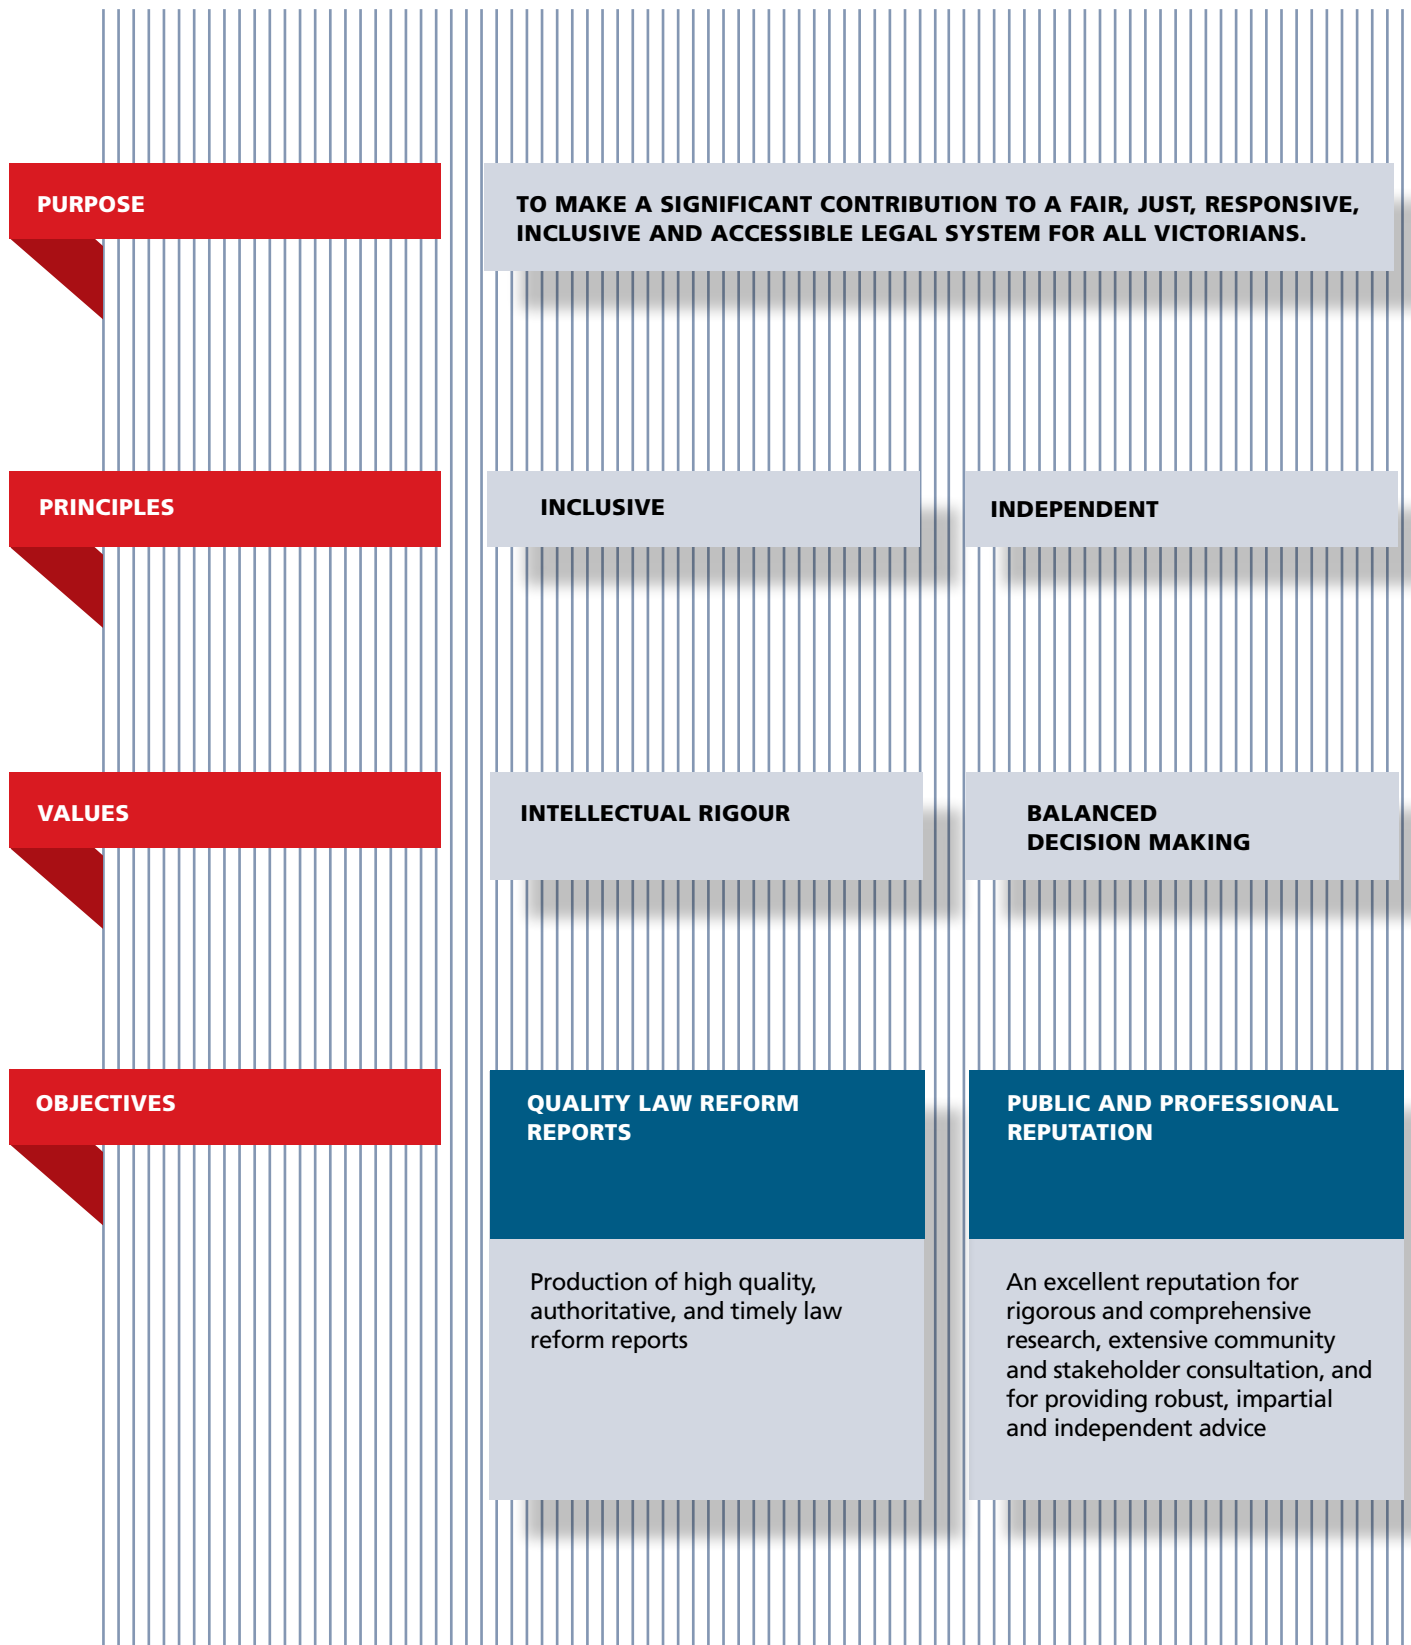 PURPOSE
TO MAKE A SIGNIFICANT CONTRIBUTION TO A FAIR, JUST, RESPONSIVE,
INCLUSIVE AND ACCESSIBLE LEGAL SYSTEM FOR ALL VICTORIANS.
PRINCIPLES
INCLUSIVE
INDEPENDENT
VALUES
INTELLECTUAL RIGOUR
BALANCED
DECISION MAKING
OBJECTIVES
QUALITY LAW REFORM
REPORTS
Production of high quality,
authoritative, and timely law
reform reports
PUBLIC AND PROFESSIONAL
REPUTATION
An excellent reputation for
rigorous and comprehensive
research, extensive community
and stakeholder consultation, and
for providing robust, impartial
and independent advice